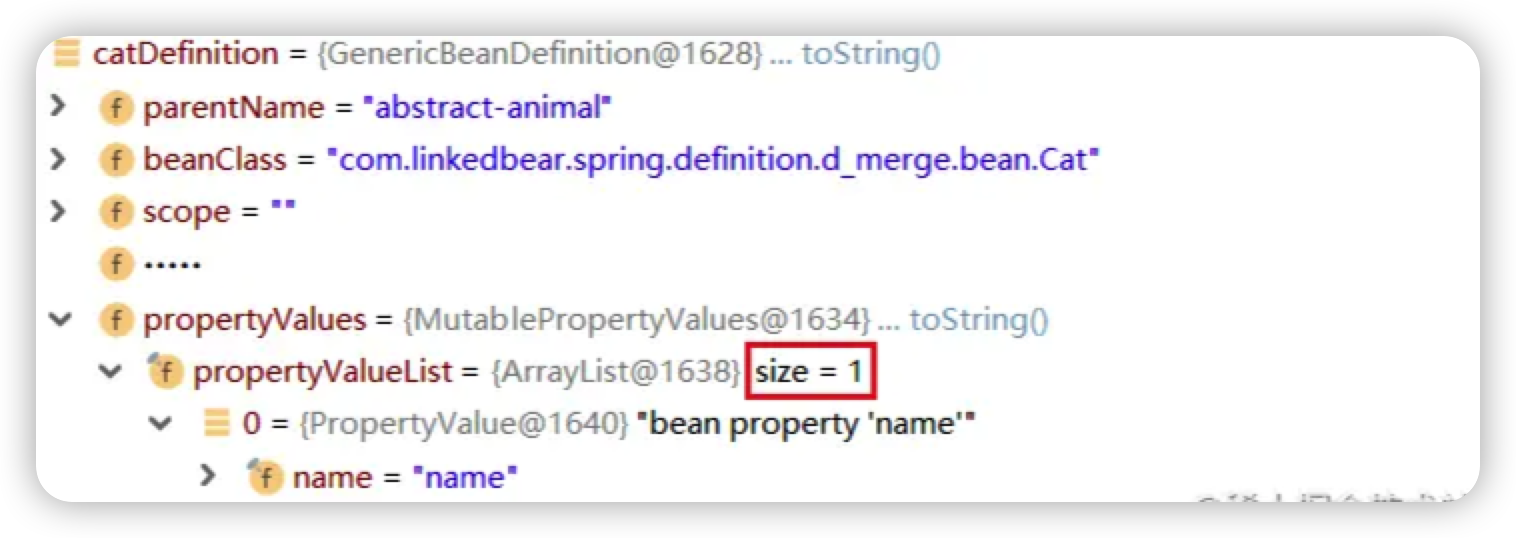 catDefinition = {GenericBeanDefinition@1628} ... toString()
f parentName = "abstract-animal"
f beanClass = "com.linkedbear.spring.definition.d_merge.bean.Cat"
f scope = ""
f .....
f propertyValues = {MutablePropertyValues@1634} ... toString()
f propertyValueList = {ArrayList@1638} size = 1
0 = {PropertyValue@1640} "bean property 'name'"
f name = "name"